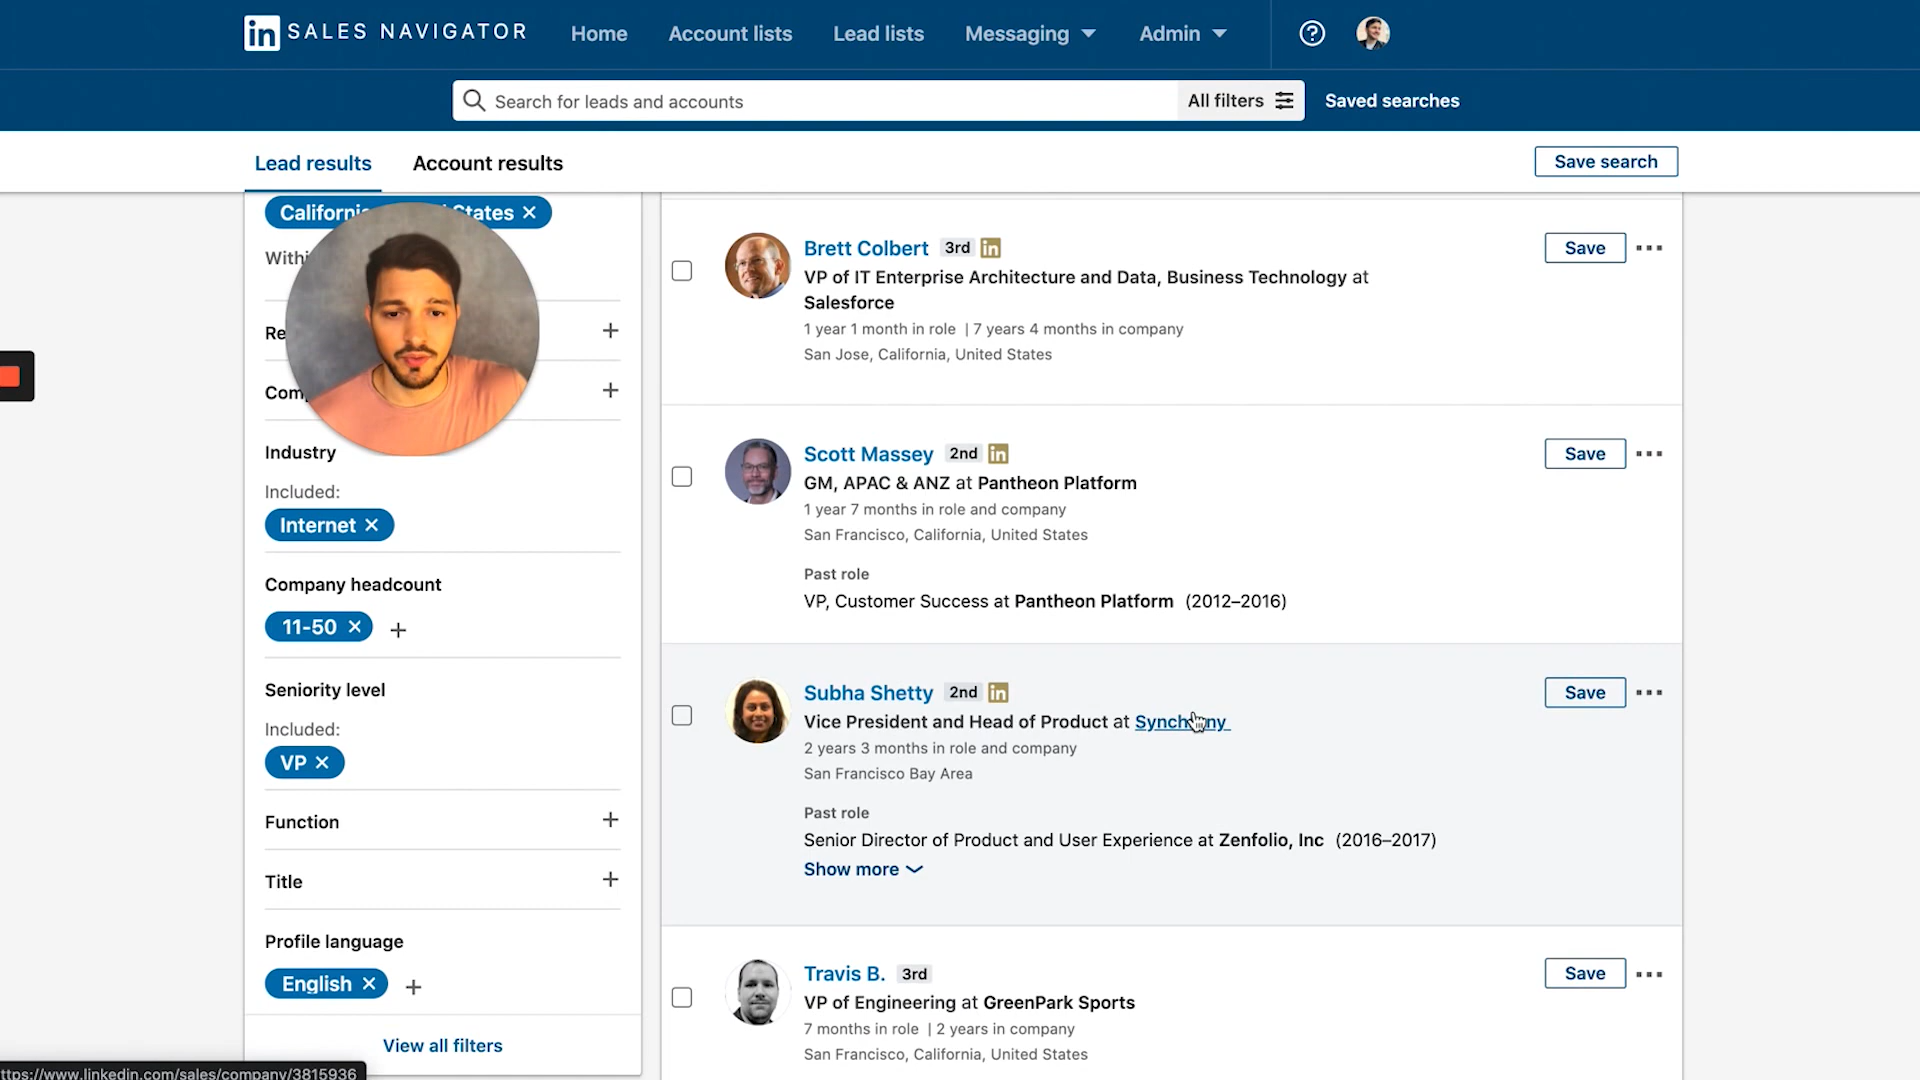 in SALES NAVIGATOR
Home
Account lists
Lead lists
Messaging
Admin
Search for leads and accounts
All filters
Saved searches
Lead results
Account results
Save search
Industry
Included:
Internet
Company headcount
11-50
Seniority level
Included:
VP
Function
Title
Profile language
English
View all filters
Brett Colbert 3rd in
Save
VP of IT Enterprise Architecture and Data, Business Technology at
Salesforce
1 year 1 month in role | 7 years 4 months in company
San Jose, California, United States
Scott Massey 2nd in
Save
GM, APAC & ANZ at Pantheon Platform
1 year 7 months in role and company
San Francisco, California, United States
Past role
VP, Customer Success at Pantheon Platform (2012–2016)
Subha Shetty 2nd in
Save
Vice President and Head of Product at
2 years 3 months in role and company
San Francisco Bay Area
Past role
Senior Director of Product and User Experience at Zenfolio, Inc (2016–2017)
Show more
Travis B. 3rd
Save
VP of Engineering at GreenPark Sports
7 months in role | 2 years in company
San Francisco, California, United States
ttps://www.linkedin.com/sales/company/3815936